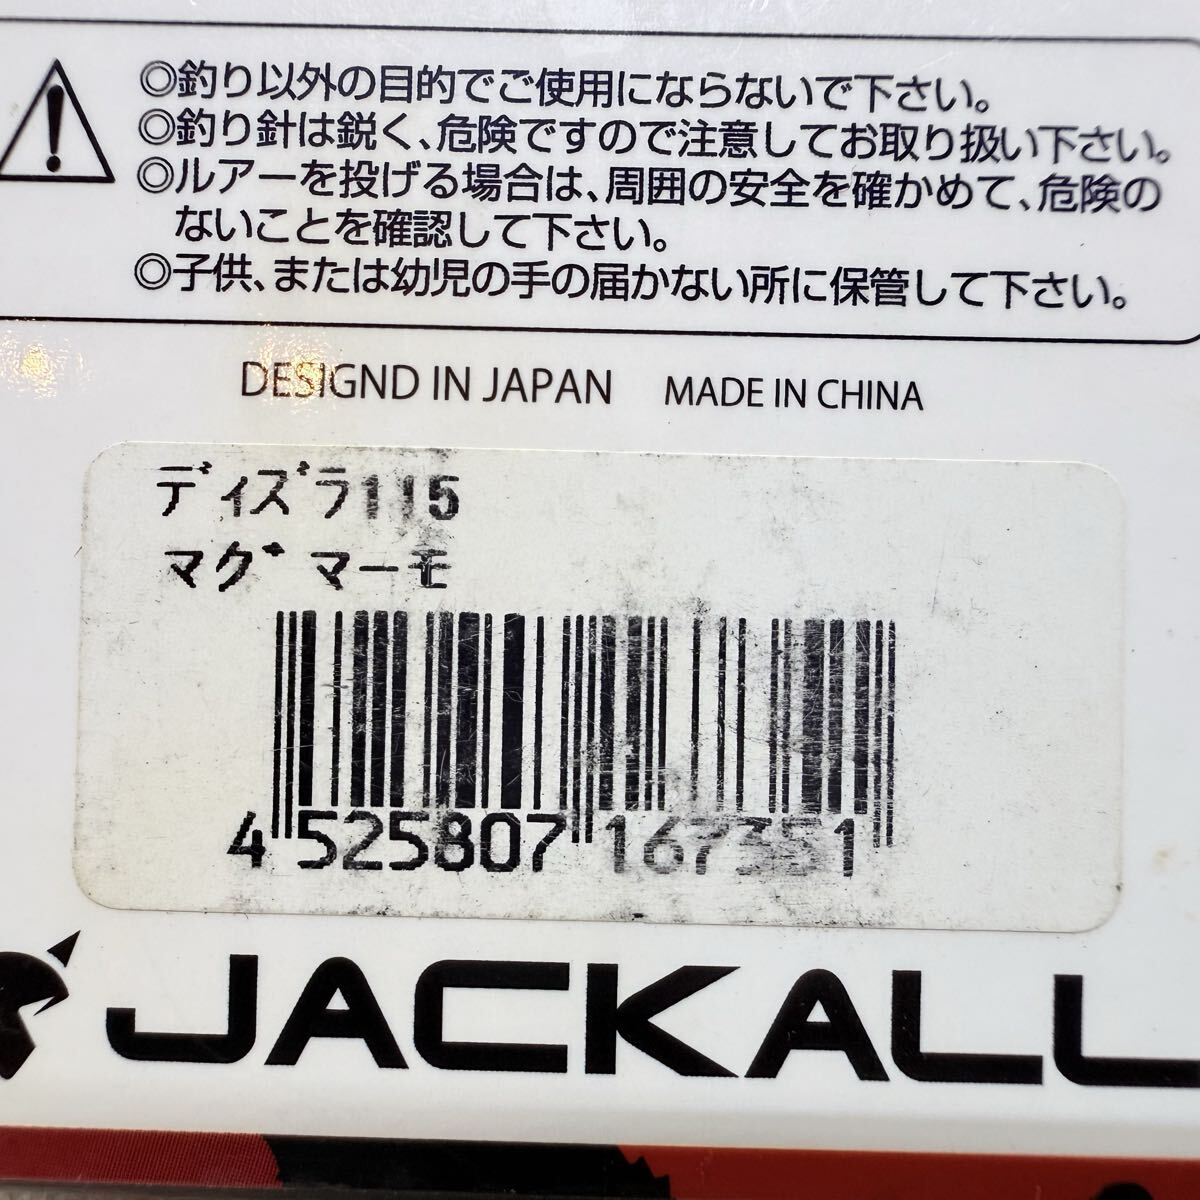 ◎釣り以外の目的でご使用にならないで下さい。
◎釣り針は鋭く、危険ですので注意してお取り扱い下さい。
◎ルアーを投げる場合は、周囲の安全を確かめて、危険の
ないことを確認して下さい。
◎子供、または幼児の手の届かない所に保管して下さい。
DESIGND IN JAPAN MADE IN CHINA
ディズラ115
マグマーモ
4 525807 167351
JACKALL